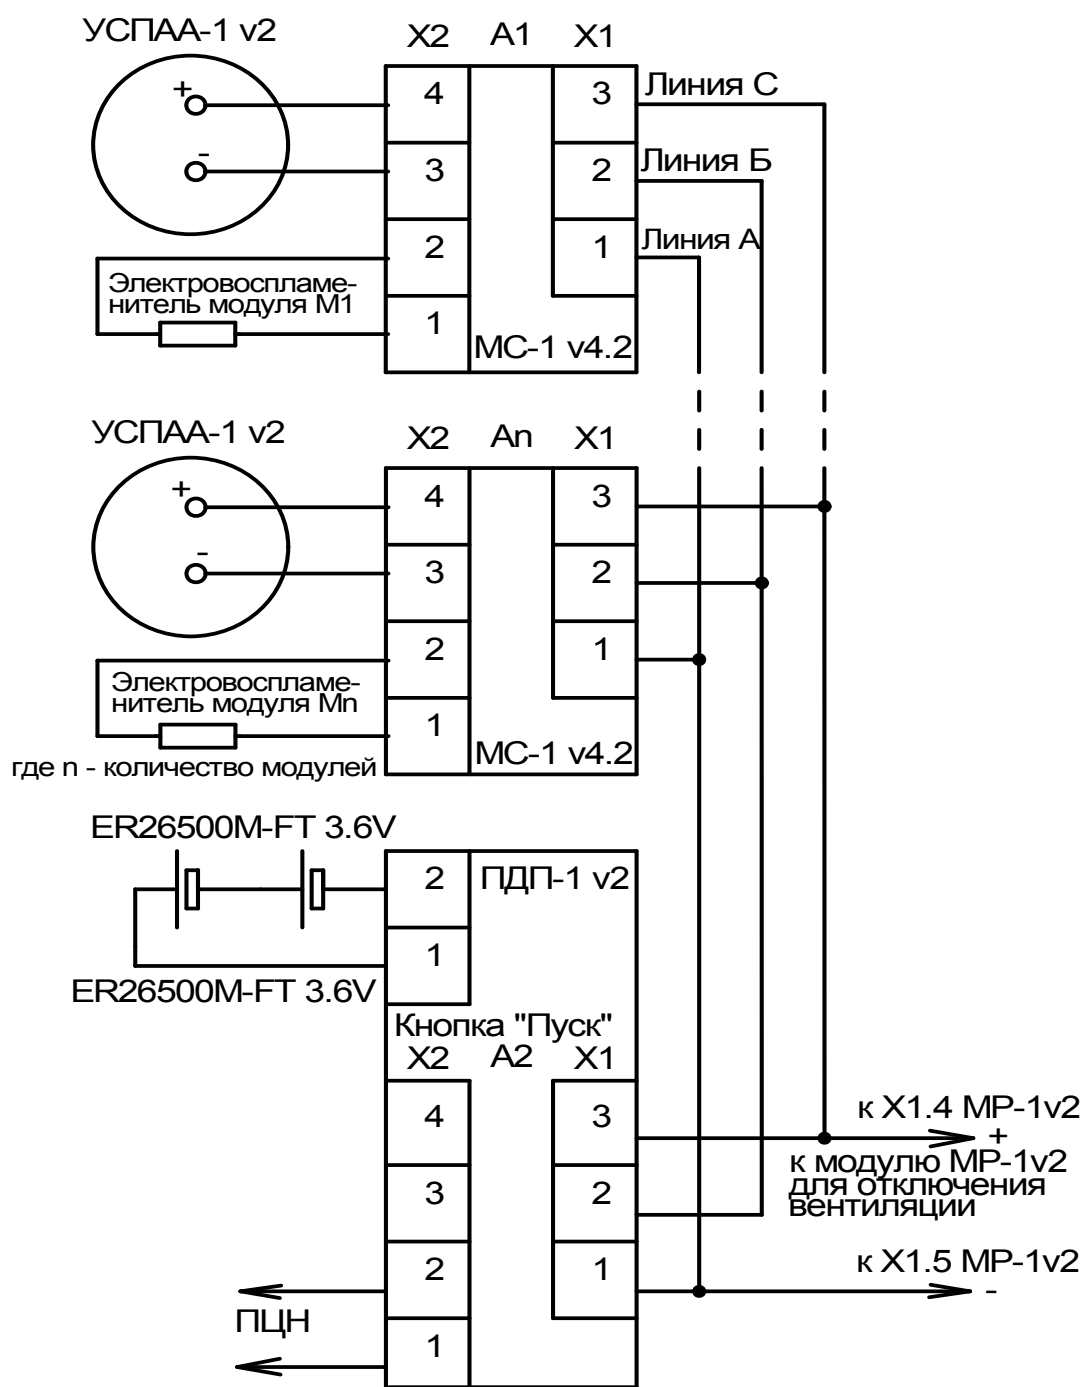 УСПАА-1 v2
X2 A1 X1
+
-
4
3
2
1
3
2
1
Линия С
Линия Б
Линия А
Электровоспламе-
нитель модуля М1
МС-1 v4.2
УСПАА-1 v2
X2 An X1
+
-
4
3
2
1
3
2
1
Электровоспламе-
нитель модуля Mn
МС-1 v4.2
где n - количество модулей
ER26500M-FT 3.6V
2
1
ПДП-1 v2
ER26500M-FT 3.6V
Кнопка "Пуск"
X2 A2 X1
4
3
2
1
3
2
1
к X1.4 МР-1v2
+
к модулю МР-1v2
для отключения
вентиляции
к X1.5 МР-1v2
-
ПЦН